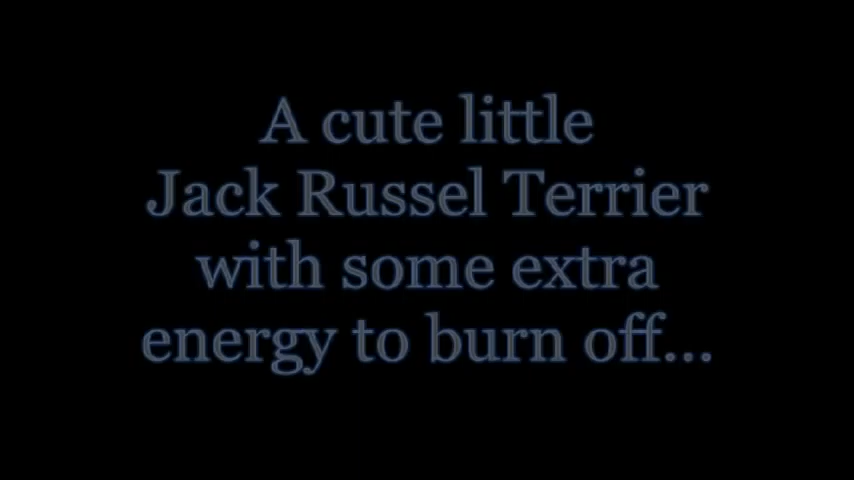 A cute little
Jack Russel Terrier
with some extra
energy to burn off...